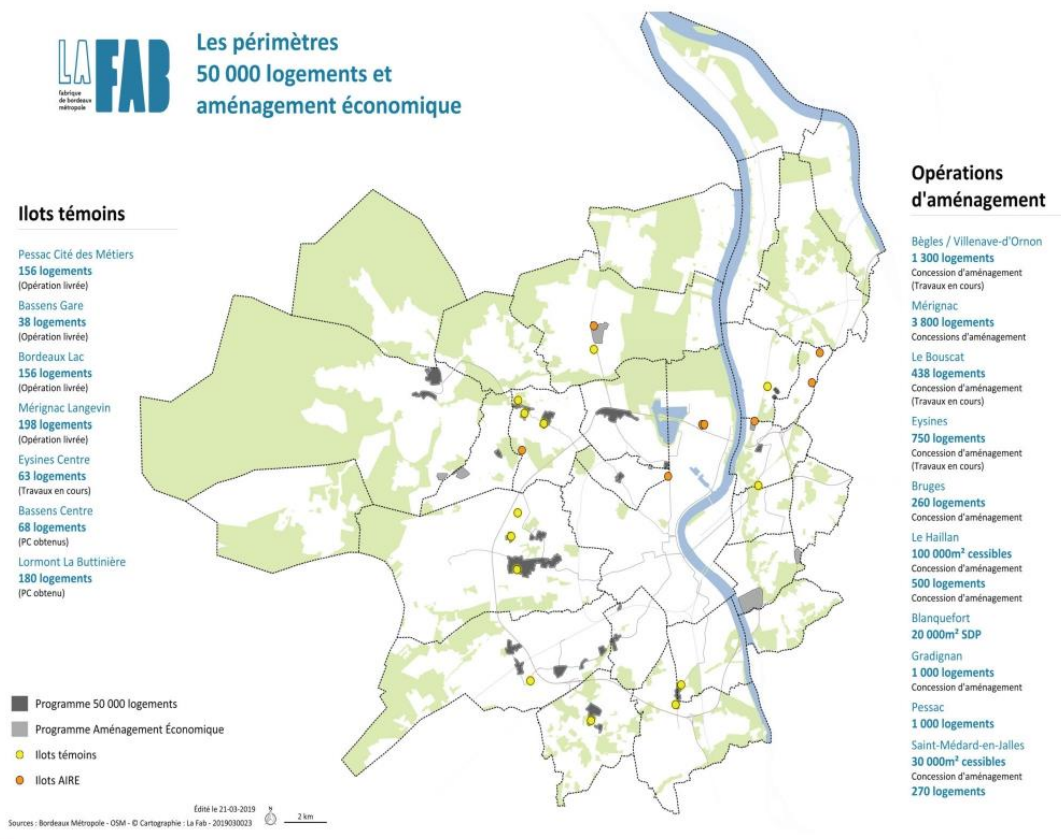 LA FAB
fabrique
de bordeaux
métropole
Les périmètres
50 000 logements et
aménagement économique
Ilots témoins
Pessac Cité des Métiers
156 logements
(Opération livrée)
Bassens Gare
38 logements
(Opération livrée)
Bordeaux Lac
156 logements
(Opération livrée)
Mérignac Langevin
198 logements
(Opération livrée)
Eysines Centre
63 logements
(Travaux en cours)
Bassens Centre
68 logements
(PC obtenus)
Lormont La Buttinière
180 logements
(PC obtenu)
Opérations
d'aménagement
Bègles / Villenave-d'Ornon
1 300 logements
Concession d'aménagement
(Travaux en cours)
Mérignac
3 800 logements
Concessions d'aménagement
Le Bouscat
438 logements
Concession d'aménagement
(Travaux en cours)
Eysines
750 logements
Concession d'aménagement
(Travaux en cours)
Bruges
260 logements
Concession d'aménagement
Le Haillan
100 000m² cessibles
Concession d'aménagement
500 logements
Concession d'aménagement
Blanquefort
20 000m² SDP
Gradignan
1 000 logements
Concession d'aménagement
Pessac
1 000 logements
Saint-Médard-en-Jalles
30 000m² cessibles
Concession d'aménagement
270 logements
Programme 50 000 logements
Programme Aménagement Économique
Ilots témoins
Ilots AIRE
Édité le 21-03-2019
Sources : Bordeaux Métropole - OSM - © Cartographie : La Fab - 2019030023
N
2 km